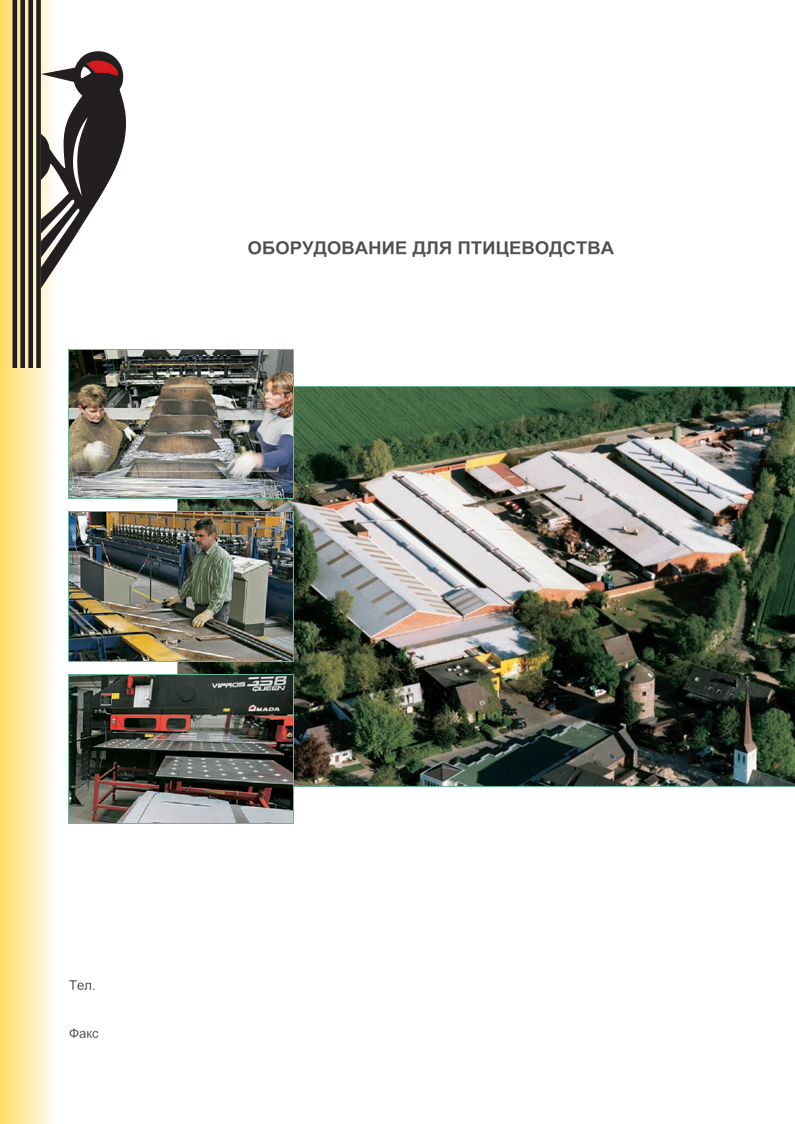 ОБОРУДОВАНИЕ ДЛЯ ПТИЦЕВОДСТВА
VIPROS 358
QUEEN
AMADA
Тел.
Факс